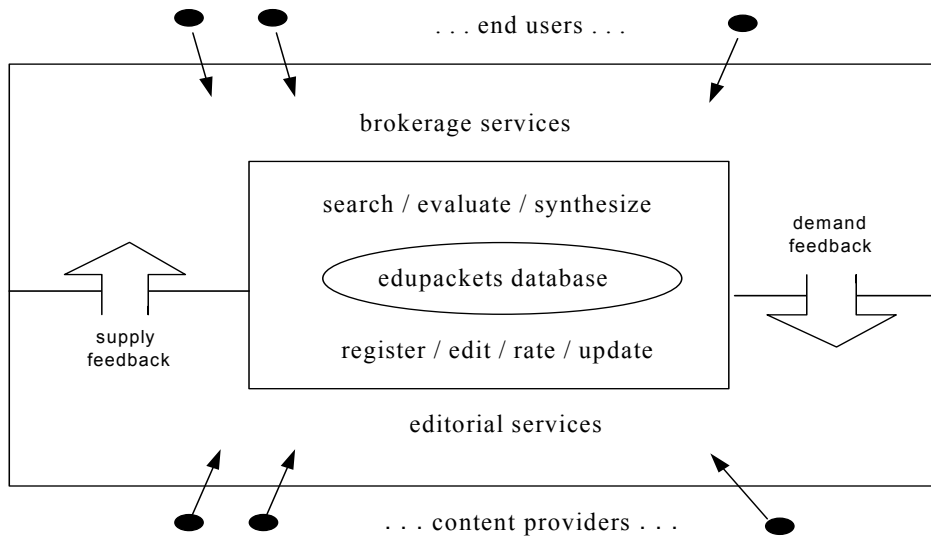 . . . end users . . .
brokerage services
search / evaluate / synthesize
demand
feedback
edupackets database
supply
feedback
register / edit / rate / update
editorial services
. . . content providers . . .